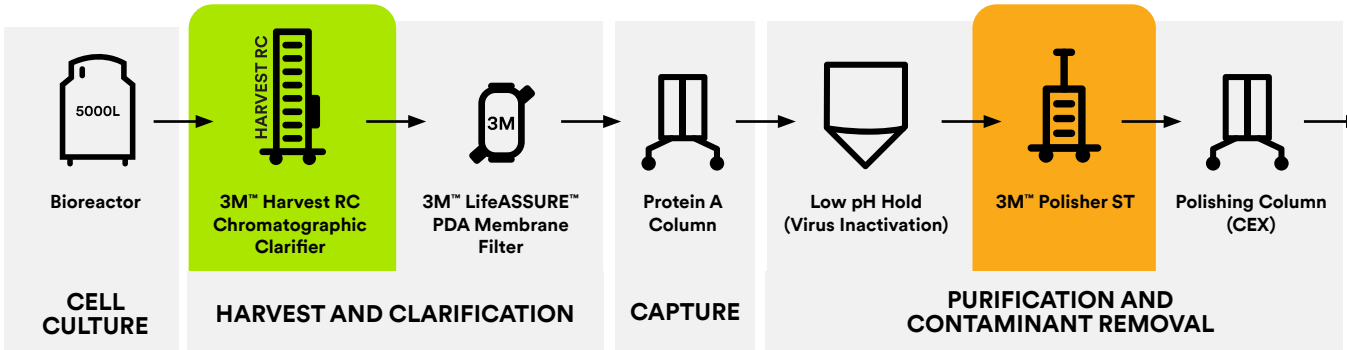 5000L
Bioreactor
HARVEST RC
3M™ Harvest RC
Chromatographic
Clarifier
3M
3M™ LifeASSURE™
PDA Membrane
Filter
Protein A
Column
Low pH Hold
(Virus Inactivation)
3M™ Polisher ST
Polishing Column
(CEX)
CELL
CULTURE
HARVEST AND CLARIFICATION
CAPTURE
PURIFICATION AND
CONTAMINANT REMOVAL